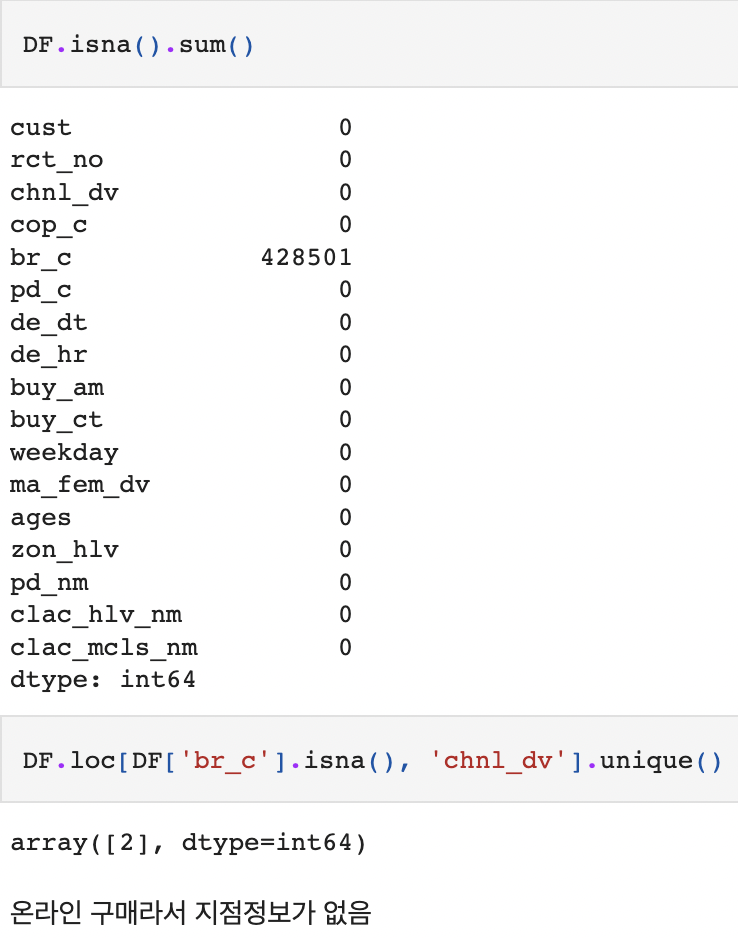 DF.isna().sum()
cust 0
rct_no 0
chnl_dv 0
cop_c 0
br_c 428501
pd_c 0
de_dt 0
de_hr 0
buy_am 0
buy_ct 0
weekday 0
ma_fem_dv 0
ages 0
zon_hlv 0
pd_nm 0
clac_hlv_nm 0
clac_mcls_nm 0
dtype: int64
DF.loc[DF['br_c'].isna(), 'chnl_dv'].unique()
array([2], dtype=int64)
온라인 구매라서 지점정보가 없음